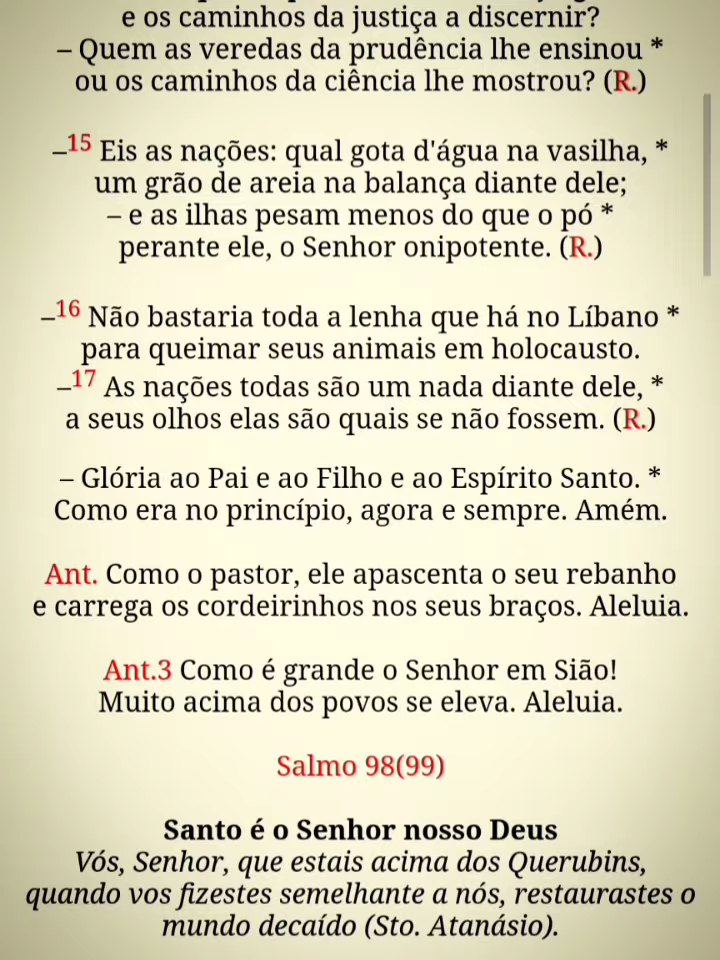 e os caminhos da justiça a discernir?
– Quem as veredas da prudência lhe ensinou *
ou os caminhos da ciência lhe mostrou? (R.)
–15 Eis as nações: qual gota d'água na vasilha, *
um grão de areia na balança diante dele;
– e as ilhas pesam menos do que o pó *
perante ele, o Senhor onipotente. (R.)
–16 Não bastaria toda a lenha que há no Líbano *
para queimar seus animais em holocausto.
–17 As nações todas são um nada diante dele, *
a seus olhos elas são quais se não fossem. (R.)
– Glória ao Pai e ao Filho e ao Espírito Santo. *
Como era no princípio, agora e sempre. Amém.
Ant. Como o pastor, ele apascenta o seu rebanho
e carrega os cordeirinhos nos seus braços. Aleluia.
Ant.3 Como é grande o Senhor em Sião!
Muito acima dos povos se eleva. Aleluia.
Salmo 98(99)
Santo é o Senhor nosso Deus
Vós, Senhor, que estais acima dos Querubins,
quando vos fizestes semelhante a nós, restaurastes o
mundo decaído (Sto. Atanásio).